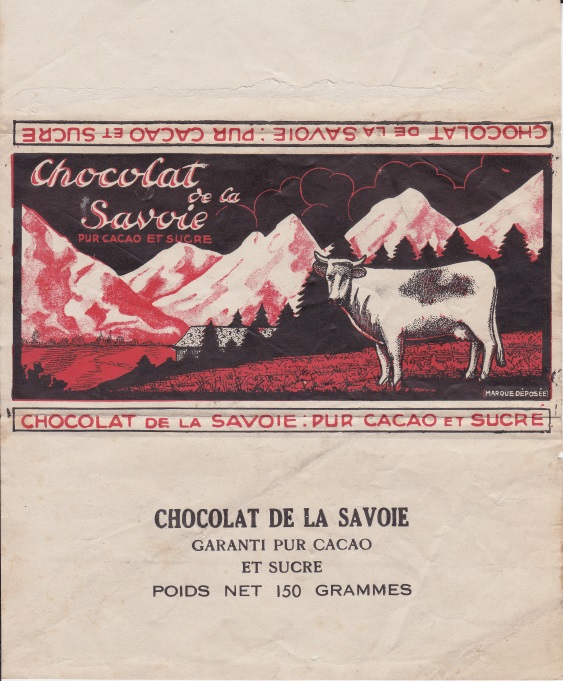 CHOCOLAT DE LA SAVOIE : PUR CACAO ET SUCRE
Chocolat
de la
Savoie
PUR CACAO ET SUCRE
MARQUE DÉPOSÉE
CHOCOLAT DE LA SAVOIE : PUR CACAO ET SUCRE
CHOCOLAT DE LA SAVOIE
GARANTI PUR CACAO
ET SUCRE
POIDS NET 150 GRAMMES